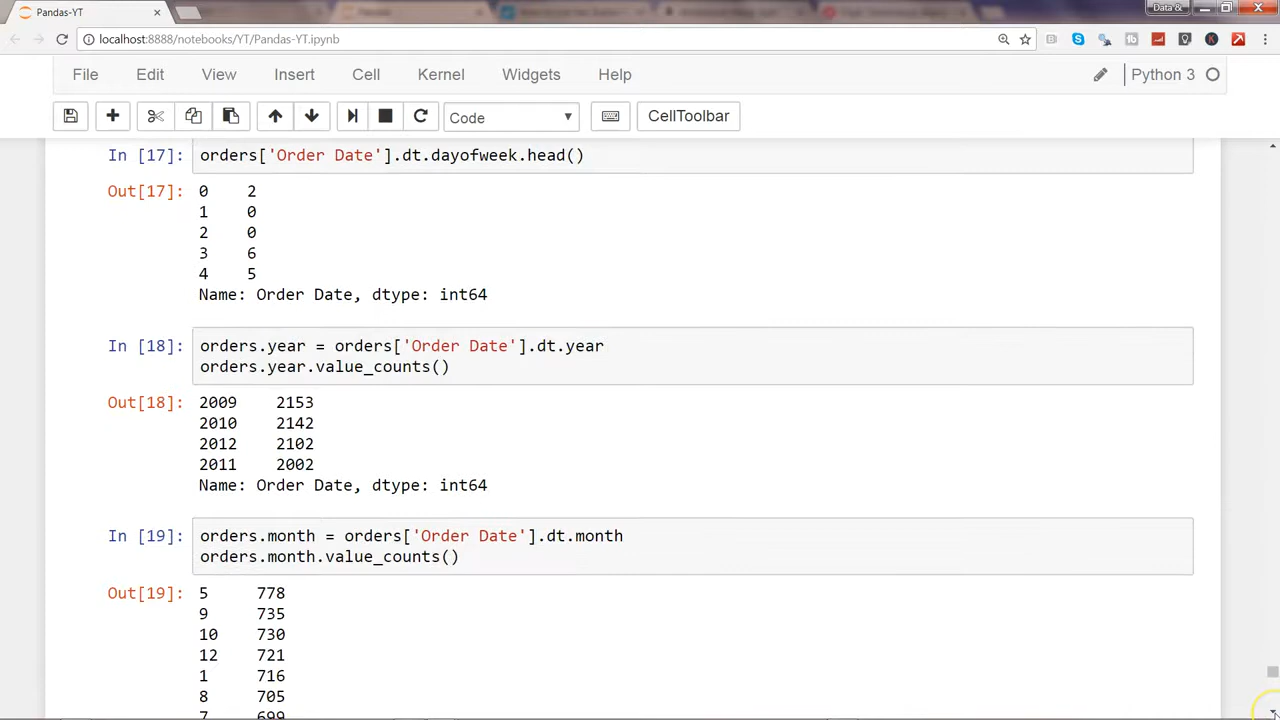 Pandas-YT
Data &
localhost:8888/notebooks/YT/Pandas-YT.ipynb
File Edit View Insert Cell Kernel Widgets Help
Python 3
Code
CellToolbar
In [17]: orders['Order Date'].dt.dayofweek.head()
Out[17]: 0 2
1 0
2 0
3 6
4 5
Name: Order Date, dtype: int64
In [18]: orders.year = orders['Order Date'].dt.year
orders.year.value_counts()
Out[18]: 2009 2153
2010 2142
2012 2102
2011 2002
Name: Order Date, dtype: int64
In [19]: orders.month = orders['Order Date'].dt.month
orders.month.value_counts()
Out[19]: 5 778
9 735
10 730
12 721
1 716
8 705
7 699